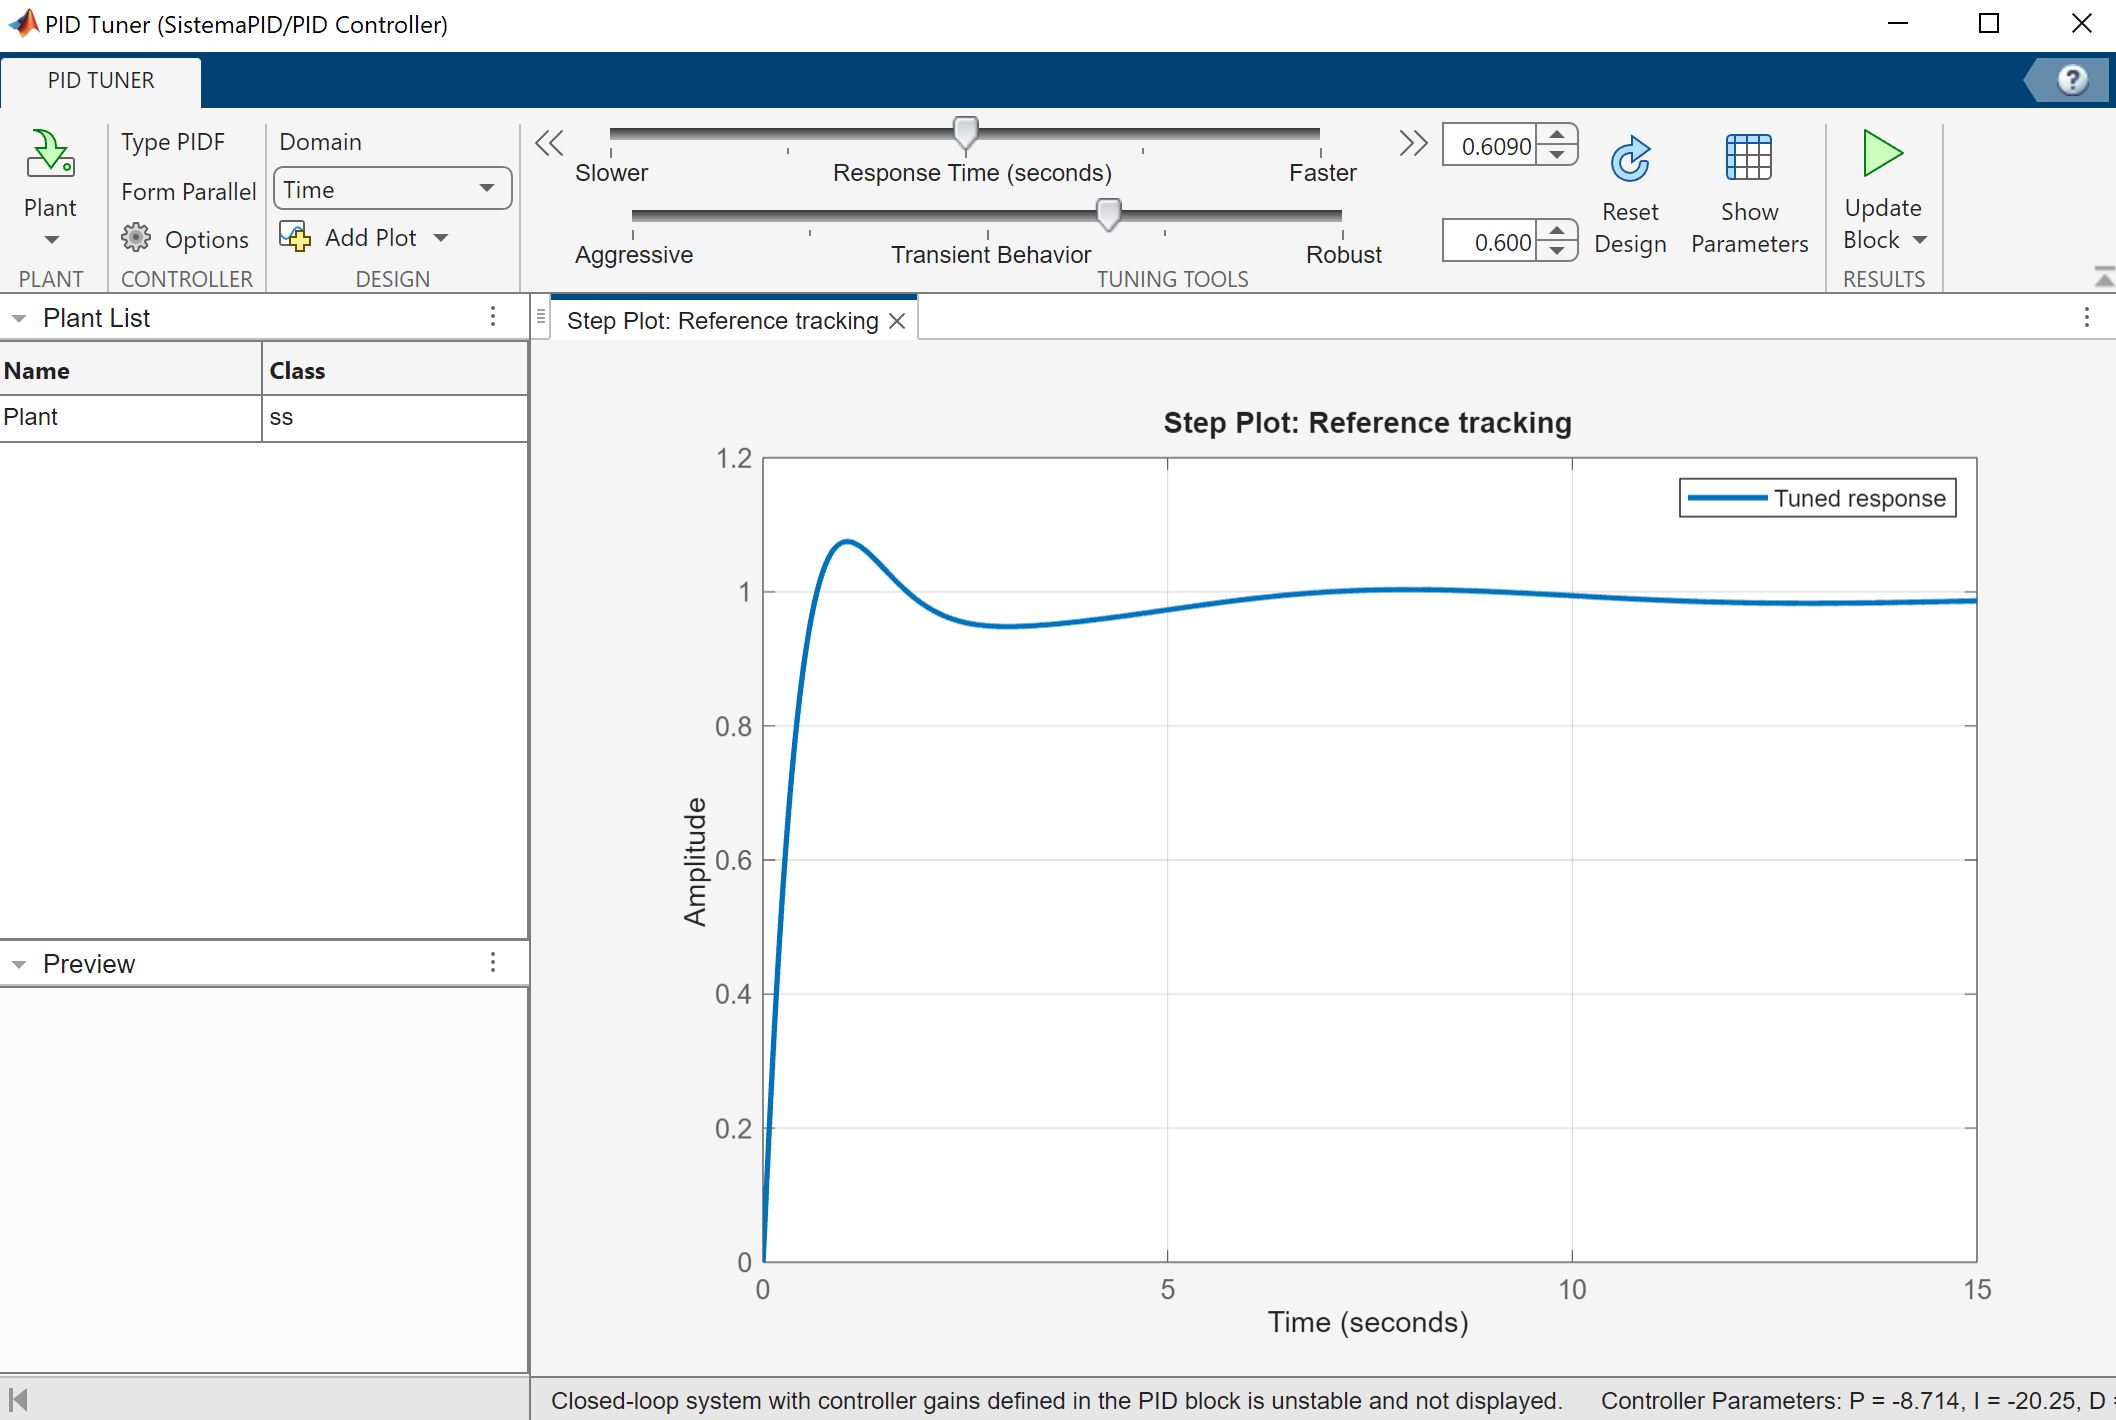 PID Tuner (SistemaPID/PID Controller)
PID TUNER
Plant
PLANT
Type PIDF
Form Parallel
Options
CONTROLLER
Domain
Time
Add Plot
DESIGN
Slower Response Time (seconds) Faster
0.6090
Aggressive Transient Behavior Robust
0.600
Reset
Design
Show
Parameters
TUNING TOOLS
Update
Block
RESULTS
Plant List
Name Class
Plant ss
Preview
Step Plot: Reference tracking
Step Plot: Reference tracking
Tuned response
1.2
1
0.8
0.6
0.4
0.2
0
Amplitude
0 5 10 15
Time (seconds)
Closed-loop system with controller gains defined in the PID block is unstable and not displayed. Controller Parameters: P = -8.714, I = -20.25, D